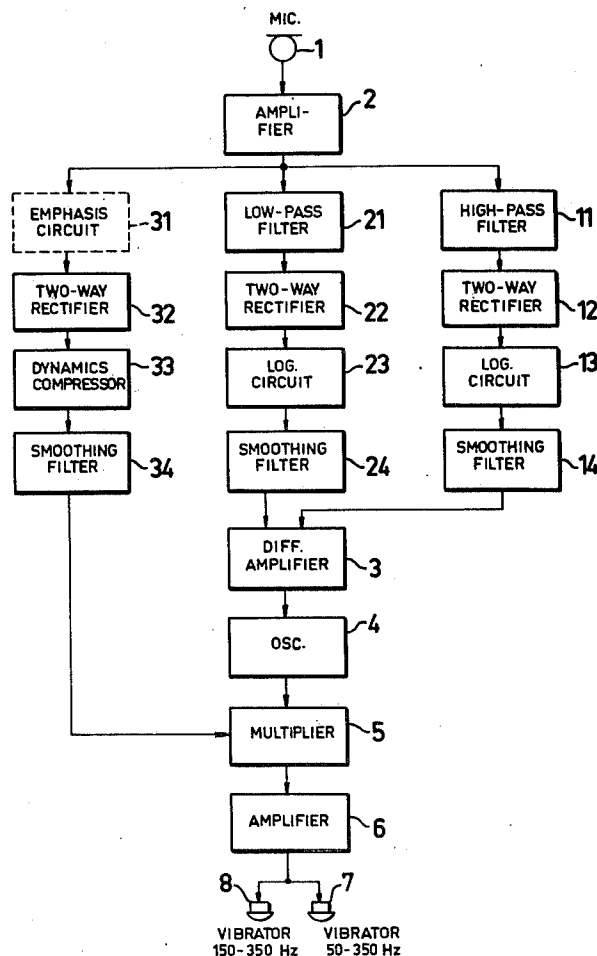 MIC.
1
AMPLI-
FIER
2
EMPHASIS
CIRCUIT
31
LOW-PASS
FILTER
21
HIGH-PASS
FILTER
11
TWO-WAY
RECTIFIER
32
TWO-WAY
RECTIFIER
22
TWO-WAY
RECTIFIER
12
DYNAMICS
COMPRESSOR
33
LOG.
CIRCUIT
23
LOG.
CIRCUIT
13
SMOOTHING
FILTER
34
SMOOTHING
FILTER
24
SMOOTHING
FILTER
14
DIFF.
AMPLIFIER
3
OSC.
4
MULTIPLIER
5
AMPLIFIER
6
8
7
VIBRATOR
150-350 Hz
VIBRATOR
50-350 Hz